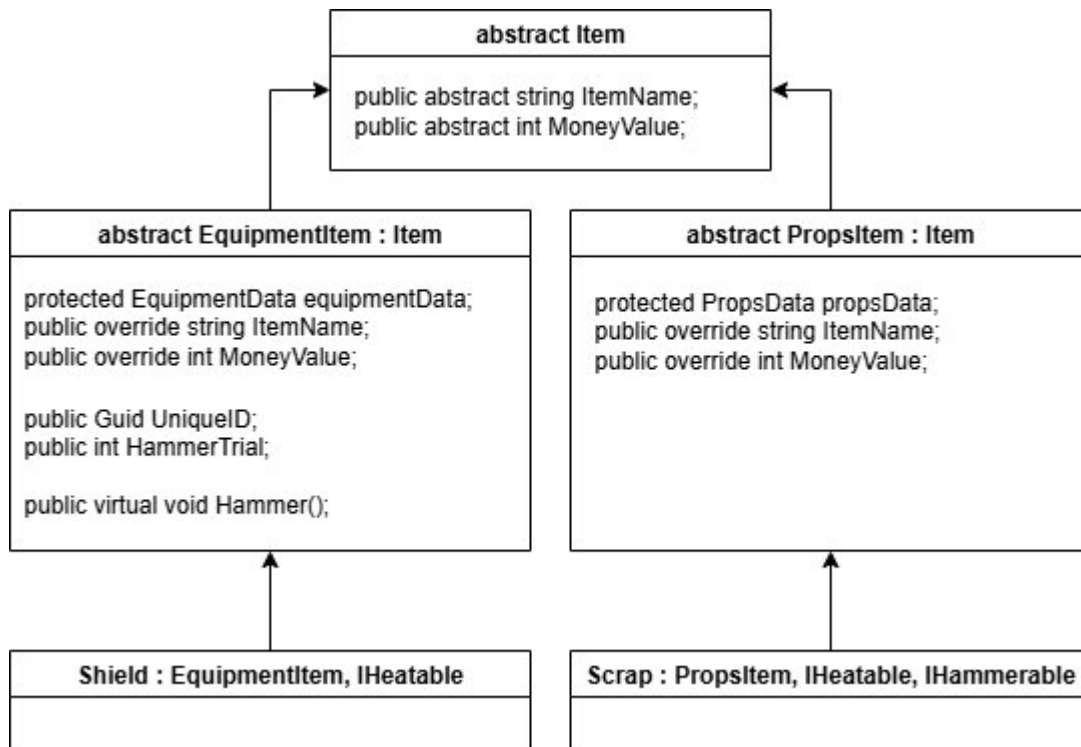 abstract Item
public abstract string ItemName;
public abstract int MoneyValue;
abstract EquipmentItem : Item
protected EquipmentData equipmentData;
public override string ItemName;
public override int MoneyValue;
public Guid UniqueID;
public int HammerTrial;
public virtual void Hammer();
abstract PropsItem : Item
protected PropsData propsData;
public override string ItemName;
public override int MoneyValue;
Shield : EquipmentItem, IHeatable
Scrap : PropsItem, IHeatable, IHammerable